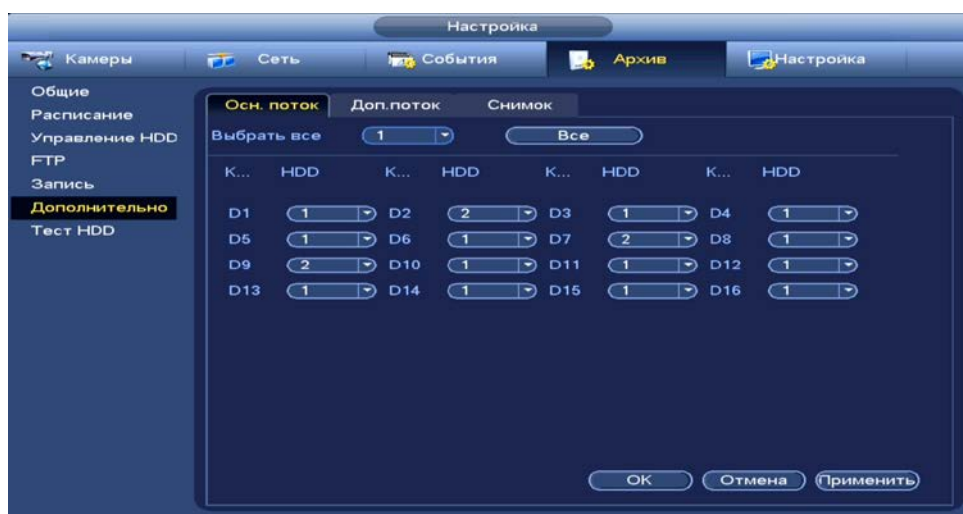 Настройка
Камеры Сеть События Архив Настройка
Общие
Расписание
Управление HDD
FTP
Запись
Дополнительно
Тест HDD
Осн. поток Доп.поток Снимок
Выбрать все 1 Все
К... HDD К... HDD К... HDD К... HDD
D1 1 D2 2 D3 1 D4 1
D5 1 D6 1 D7 2 D8 1
D9 2 D10 1 D11 1 D12 1
D13 1 D14 1 D15 1 D16 1
OK Отмена Применить